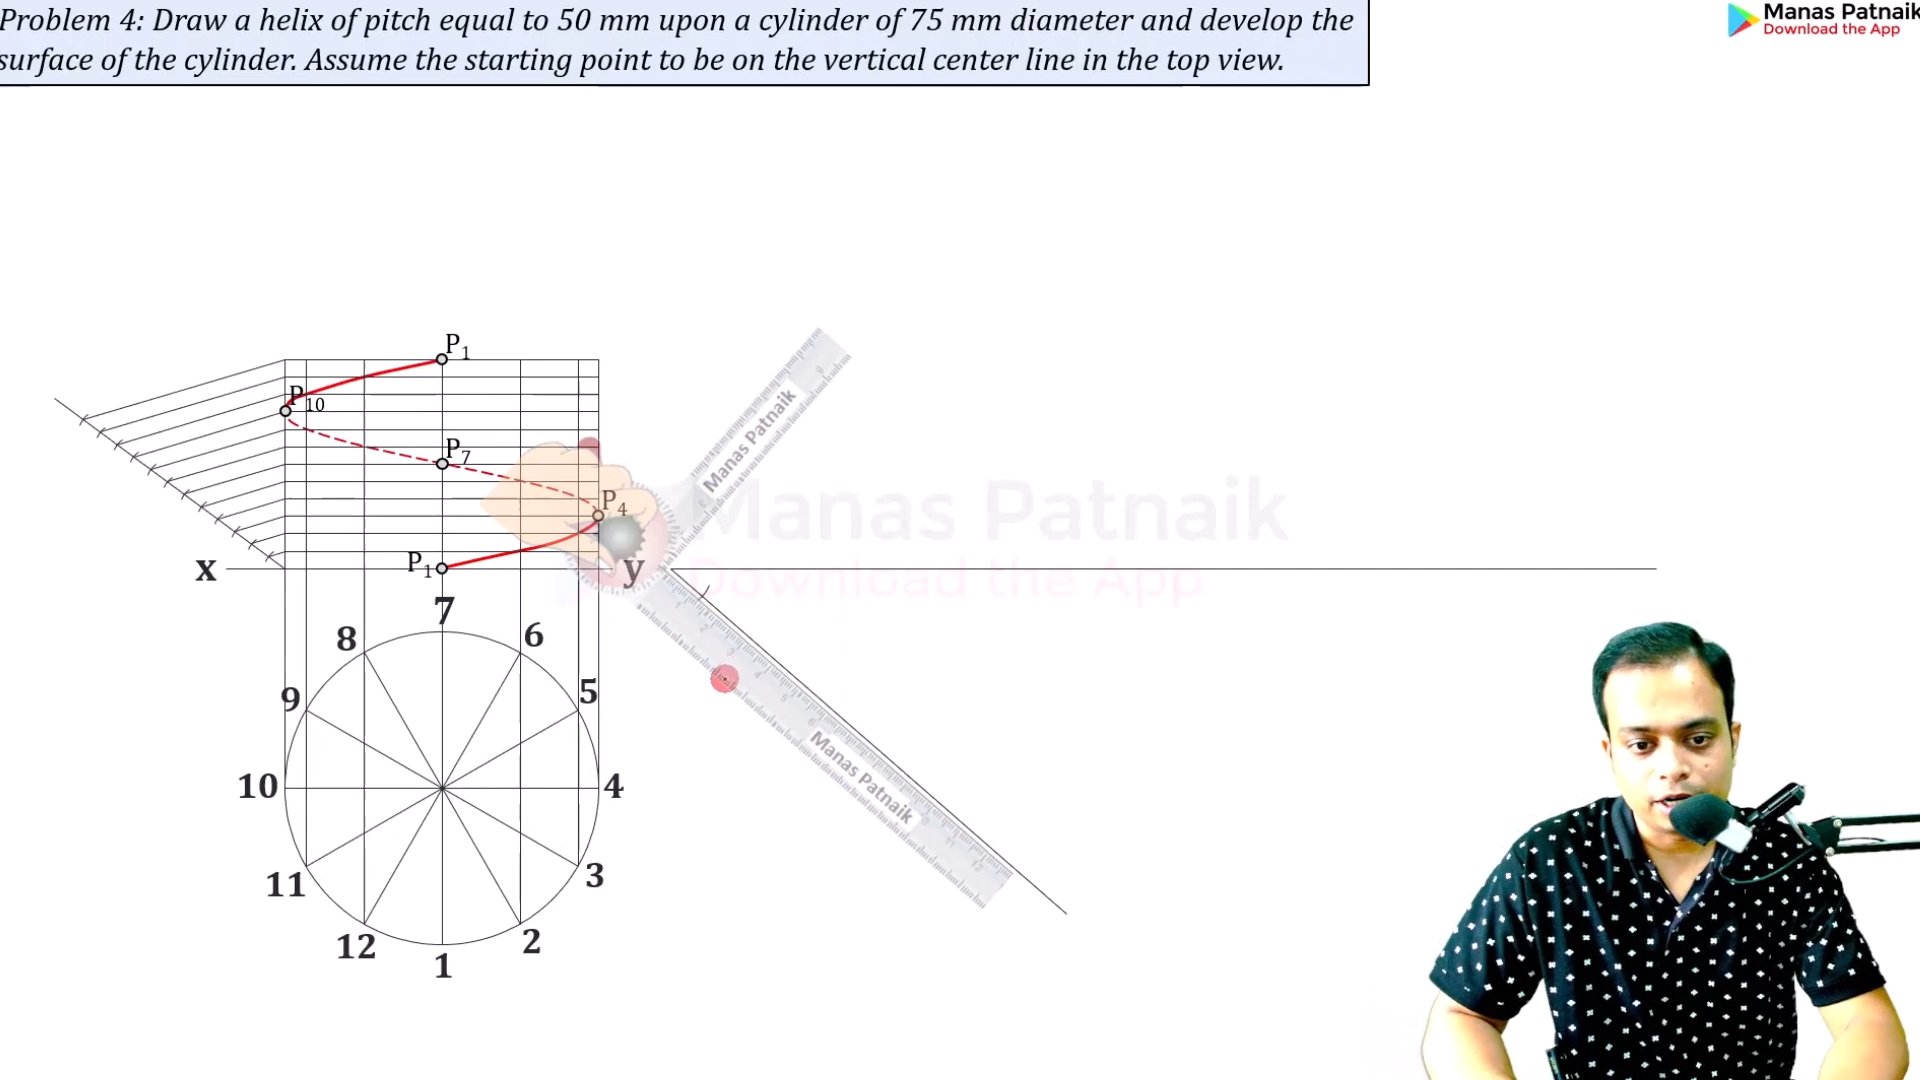 Problem 4: Draw a helix of pitch equal to 50 mm upon a cylinder of 75 mm diameter and develop the
surface of the cylinder. Assume the starting point to be on the vertical center line in the top view.
Manas Patnaik
Download the App
P1
P10
P7
P4
P1
x
y
Manas Patnaik
Manas Patnaik
Download the App
Manas Patnaik
7
8
6
9
5
10
4
11
3
12
2
1